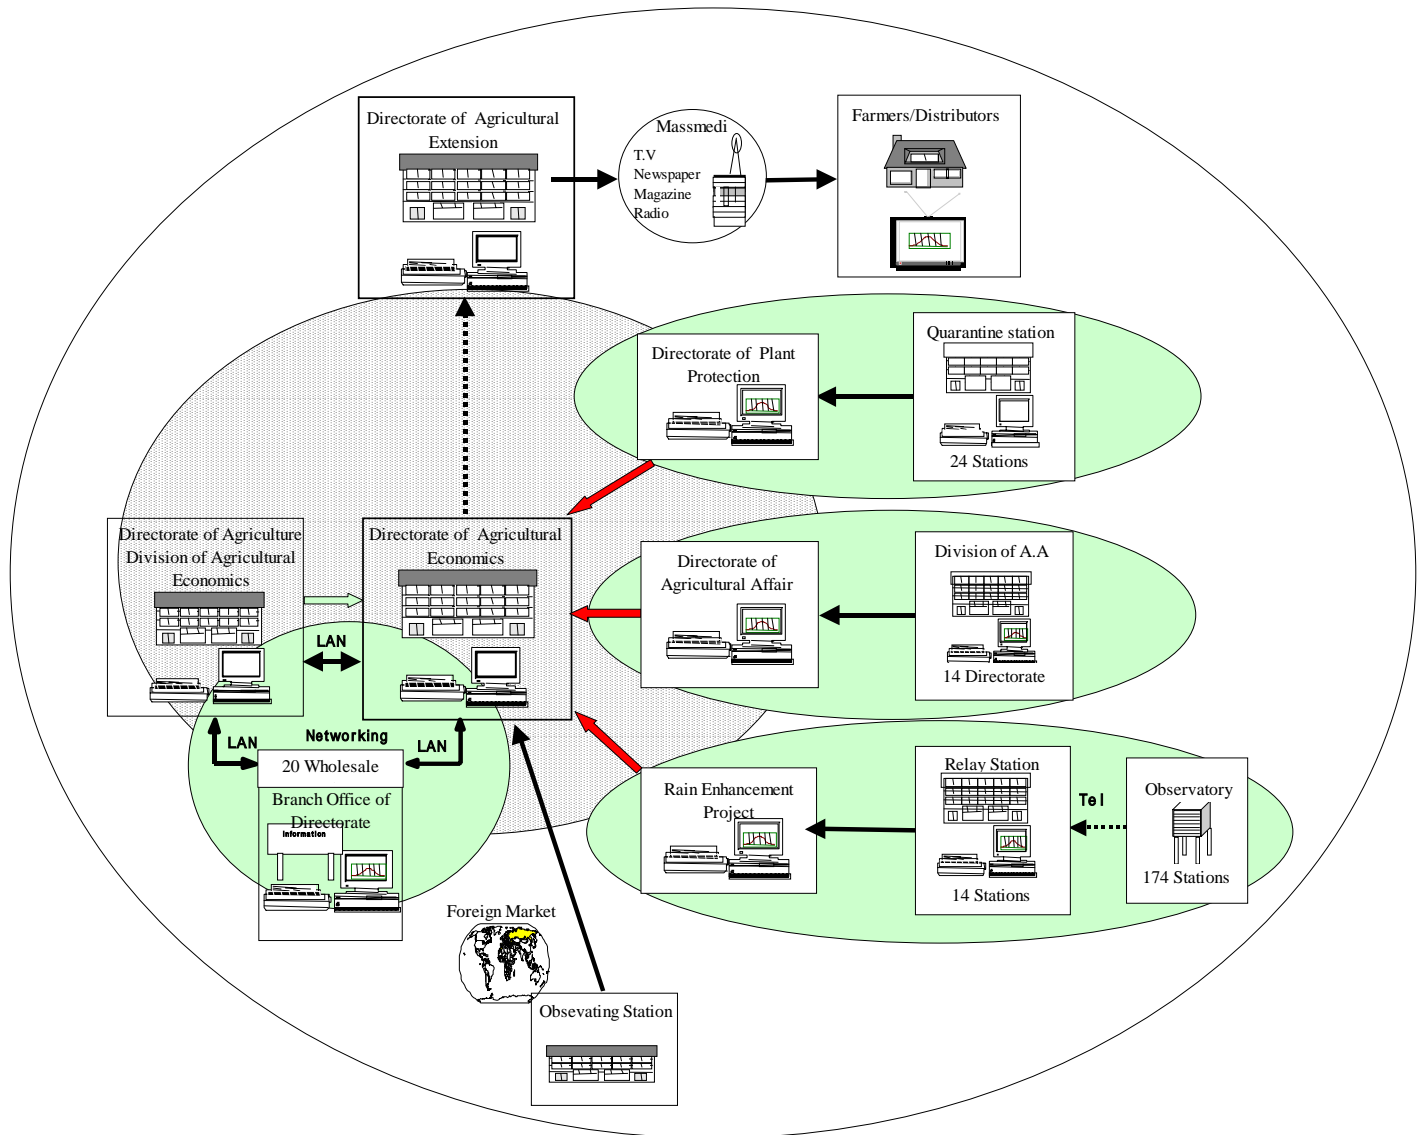 Directorate of Agricultural
Extension
Massmedi
T.V
Newspaper
Magazine
Radio
Farmers/Distributors
Directorate of Plant
Protection
Quarantine station
24 Stations
Directorate of Agriculture
Division of Agricultural
Economics
Directorate of Agricultural
Economics
Directorate of
Agricultural Affair
Division of A.A
14 Directorate
LAN
LAN
Networking
LAN
20 Wholesale
Branch Office of
Directorate
Information
Rain Enhancement
Project
Relay Station
14 Stations
Tel
Observatory
174 Stations
Foreign Market
Obsevating Station